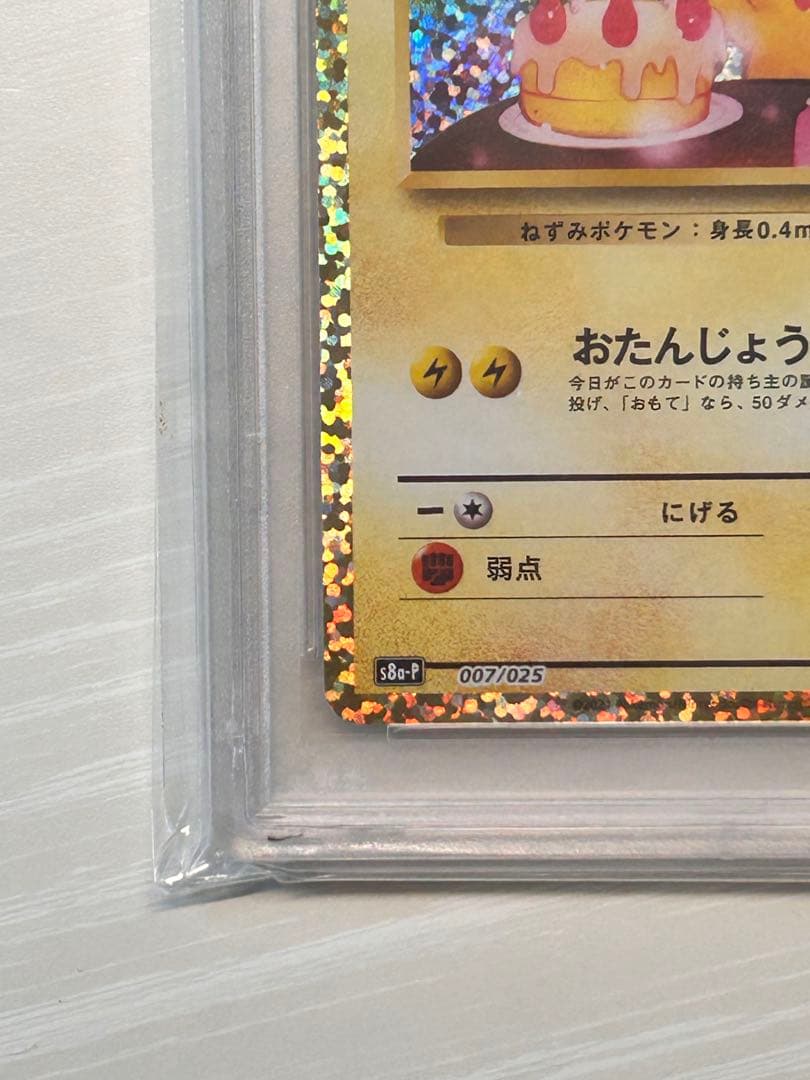 ねずみポケモン：身長0.4m
おたんじょう
今日がこのカードの持ち主の
投げ、「おもて」なら、50ダメ
にげる
弱点
s8a-P 007/025